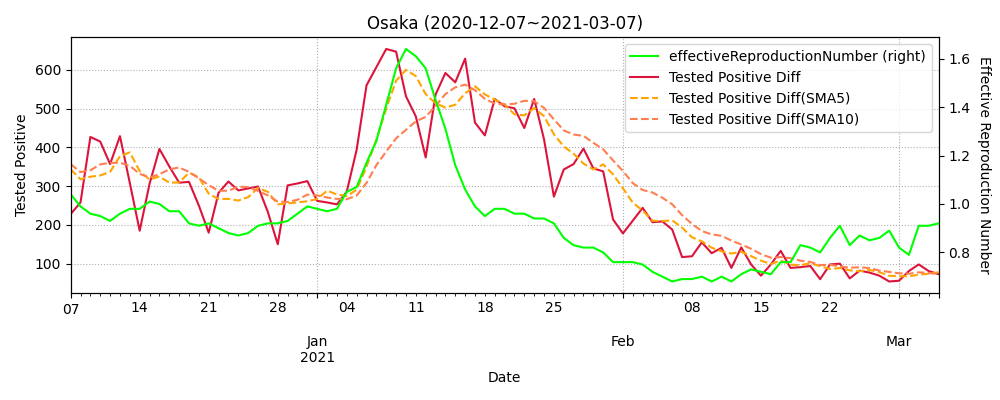 Osaka (2020-12-07~2021-03-07)
effectiveReproductionNumber (right)
Tested Positive Diff
Tested Positive Diff(SMA5)
Tested Positive Diff(SMA10)
Tested Positive
600
500
400
300
200
100
1.6
1.4
1.2
1.0
0.8
Effective Reproduction Number
07 14 21 28 04 11 18 25 08 15 22
Jan Feb Mar
2021
Date